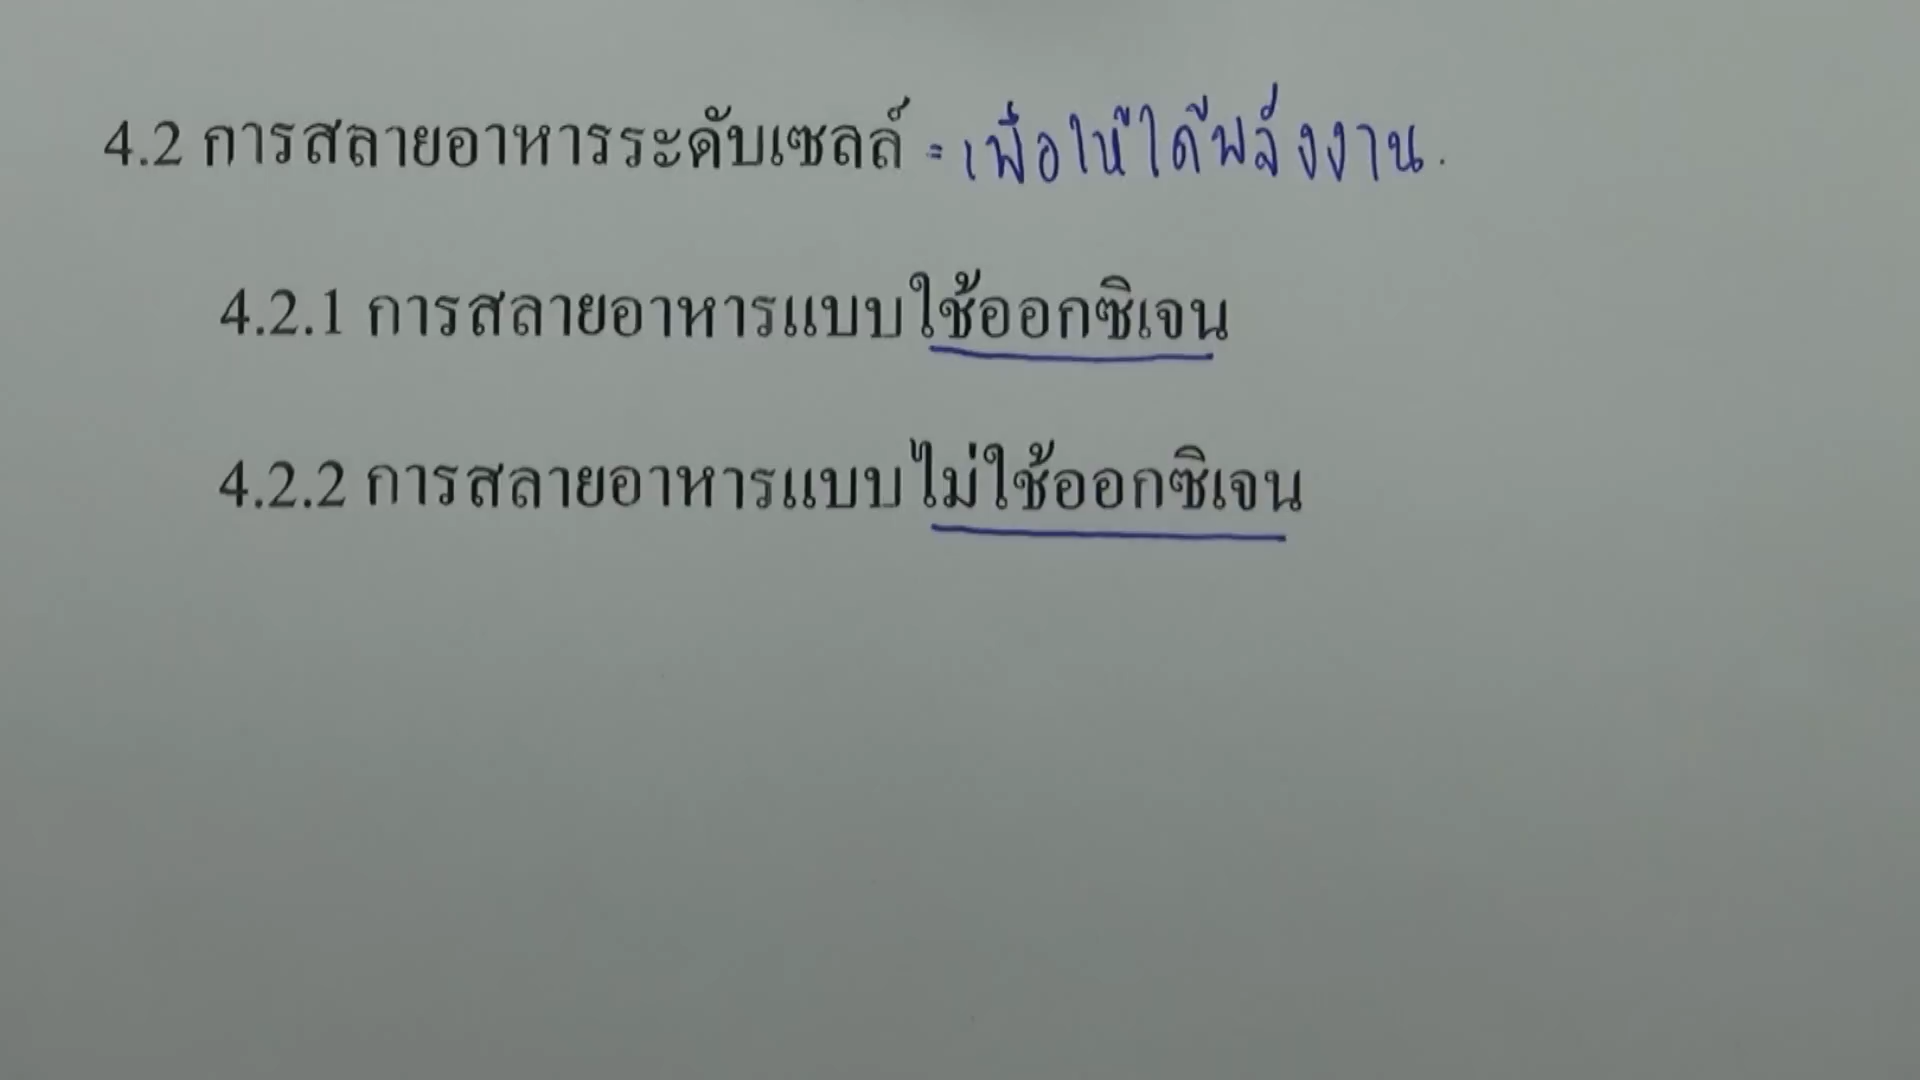 4.2 การสลายอาหารระดับเซลล์ = เพื่อให้ได้พลังงาน.
4.2.1 การสลายอาหารแบบใช้ออกซิเจน
4.2.2 การสลายอาหารแบบไม่ใช้ออกซิเจน